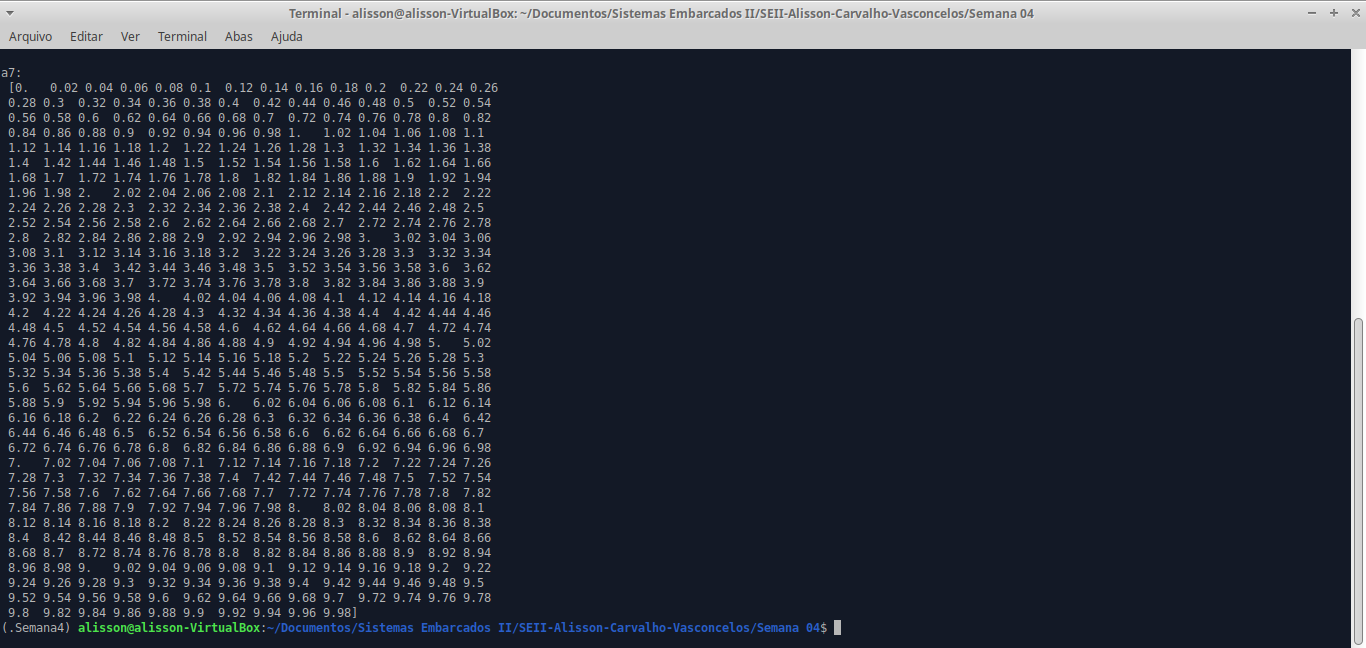 Terminal - alisson@alisson-VirtualBox: ~/Documentos/Sistemas Embarcados II/SEII-Alisson-Carvalho-Vasconcelos/Semana 04
Arquivo Editar Ver Terminal Abas Ajuda
a7:
[0. 0.02 0.04 0.06 0.08 0.1 0.12 0.14 0.16 0.18 0.2 0.22 0.24 0.26
0.28 0.3 0.32 0.34 0.36 0.38 0.4 0.42 0.44 0.46 0.48 0.5 0.52 0.54
0.56 0.58 0.6 0.62 0.64 0.66 0.68 0.7 0.72 0.74 0.76 0.78 0.8 0.82
0.84 0.86 0.88 0.9 0.92 0.94 0.96 0.98 1. 1.02 1.04 1.06 1.08 1.1
1.12 1.14 1.16 1.18 1.2 1.22 1.24 1.26 1.28 1.3 1.32 1.34 1.36 1.38
1.4 1.42 1.44 1.46 1.48 1.5 1.52 1.54 1.56 1.58 1.6 1.62 1.64 1.66
1.68 1.7 1.72 1.74 1.76 1.78 1.8 1.82 1.84 1.86 1.88 1.9 1.92 1.94
1.96 1.98 2. 2.02 2.04 2.06 2.08 2.1 2.12 2.14 2.16 2.18 2.2 2.22
2.24 2.26 2.28 2.3 2.32 2.34 2.36 2.38 2.4 2.42 2.44 2.46 2.48 2.5
2.52 2.54 2.56 2.58 2.6 2.62 2.64 2.66 2.68 2.7 2.72 2.74 2.76 2.78
2.8 2.82 2.84 2.86 2.88 2.9 2.92 2.94 2.96 2.98 3. 3.02 3.04 3.06
3.08 3.1 3.12 3.14 3.16 3.18 3.2 3.22 3.24 3.26 3.28 3.3 3.32 3.34
3.36 3.38 3.4 3.42 3.44 3.46 3.48 3.5 3.52 3.54 3.56 3.58 3.6 3.62
3.64 3.66 3.68 3.7 3.72 3.74 3.76 3.78 3.8 3.82 3.84 3.86 3.88 3.9
3.92 3.94 3.96 3.98 4. 4.02 4.04 4.06 4.08 4.1 4.12 4.14 4.16 4.18
4.2 4.22 4.24 4.26 4.28 4.3 4.32 4.34 4.36 4.38 4.4 4.42 4.44 4.46
4.48 4.5 4.52 4.54 4.56 4.58 4.6 4.62 4.64 4.66 4.68 4.7 4.72 4.74
4.76 4.78 4.8 4.82 4.84 4.86 4.88 4.9 4.92 4.94 4.96 4.98 5. 5.02
5.04 5.06 5.08 5.1 5.12 5.14 5.16 5.18 5.2 5.22 5.24 5.26 5.28 5.3
5.32 5.34 5.36 5.38 5.4 5.42 5.44 5.46 5.48 5.5 5.52 5.54 5.56 5.58
5.6 5.62 5.64 5.66 5.68 5.7 5.72 5.74 5.76 5.78 5.8 5.82 5.84 5.86
5.88 5.9 5.92 5.94 5.96 5.98 6. 6.02 6.04 6.06 6.08 6.1 6.12 6.14
6.16 6.18 6.2 6.22 6.24 6.26 6.28 6.3 6.32 6.34 6.36 6.38 6.4 6.42
6.44 6.46 6.48 6.5 6.52 6.54 6.56 6.58 6.6 6.62 6.64 6.66 6.68 6.7
6.72 6.74 6.76 6.78 6.8 6.82 6.84 6.86 6.88 6.9 6.92 6.94 6.96 6.98
7. 7.02 7.04 7.06 7.08 7.1 7.12 7.14 7.16 7.18 7.2 7.22 7.24 7.26
7.28 7.3 7.32 7.34 7.36 7.38 7.4 7.42 7.44 7.46 7.48 7.5 7.52 7.54
7.56 7.58 7.6 7.62 7.64 7.66 7.68 7.7 7.72 7.74 7.76 7.78 7.8 7.82
7.84 7.86 7.88 7.9 7.92 7.94 7.96 7.98 8. 8.02 8.04 8.06 8.08 8.1
8.12 8.14 8.16 8.18 8.2 8.22 8.24 8.26 8.28 8.3 8.32 8.34 8.36 8.38
8.4 8.42 8.44 8.46 8.48 8.5 8.52 8.54 8.56 8.58 8.6 8.62 8.64 8.66
8.68 8.7 8.72 8.74 8.76 8.78 8.8 8.82 8.84 8.86 8.88 8.9 8.92 8.94
8.96 8.98 9. 9.02 9.04 9.06 9.08 9.1 9.12 9.14 9.16 9.18 9.2 9.22
9.24 9.26 9.28 9.3 9.32 9.34 9.36 9.38 9.4 9.42 9.44 9.46 9.48 9.5
9.52 9.54 9.56 9.58 9.6 9.62 9.64 9.66 9.68 9.7 9.72 9.74 9.76 9.78
9.8 9.82 9.84 9.86 9.88 9.9 9.92 9.94 9.96 9.98]
(.Semana4) alisson@alisson-VirtualBox:~/Documentos/Sistemas Embarcados II/SEII-Alisson-Carvalho-Vasconcelos/Semana 04$